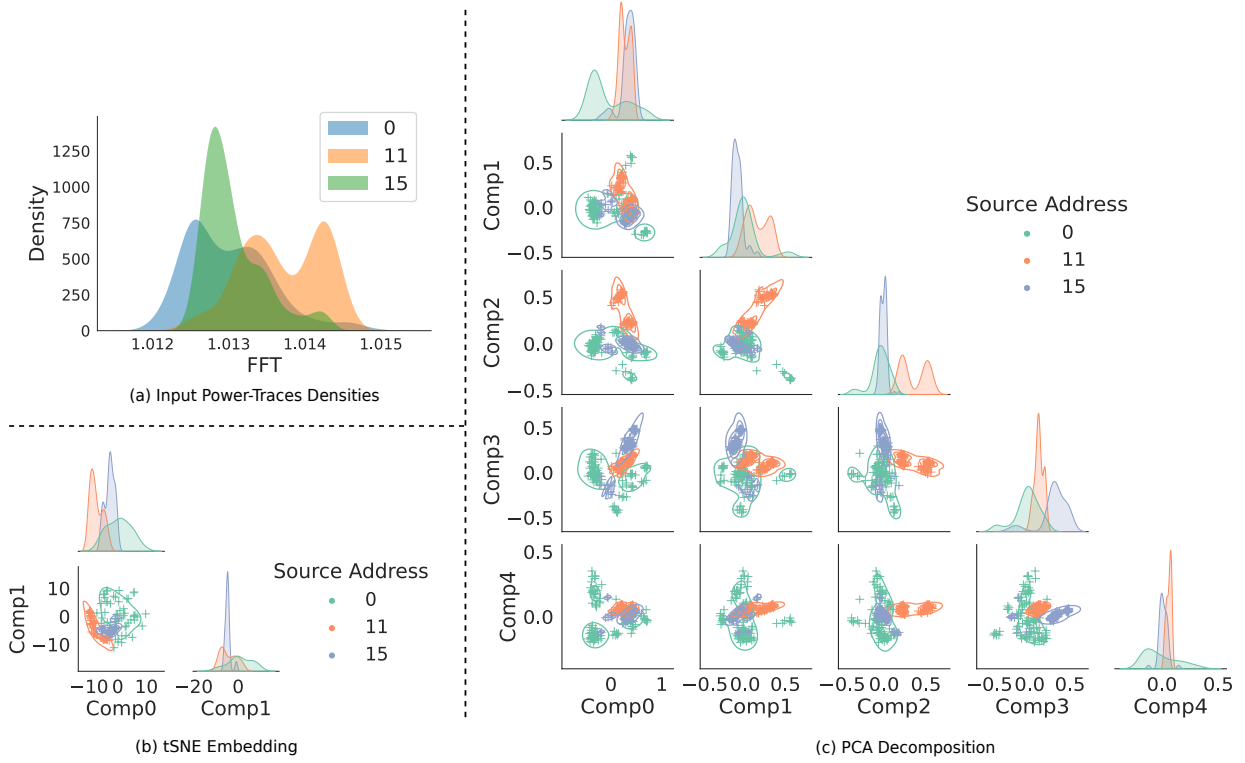 1250
1000
750
500
250
0
Density
1.012
1.013
1.014
1.015
FFT
0
11
15
(a) Input Power-Traces Densities
10
0
−10
Comp1
−10
0
10
Comp0
−20
0
Comp1
Source Address
0
11
15
(b) tSNE Embedding
0.5
0.0
−0.5
Comp1
0.5
0.0
−0.5
Comp2
0.5
0.0
−0.5
Comp3
0.5
0.0
Comp4
0
1
Comp0
−0.5
0.0
0.5
Comp1
−0.5
0.0
0.5
Comp2
−0.5
0.0
0.5
Comp3
0.0
0.5
Comp4
Source Address
0
11
15
(c) PCA Decomposition